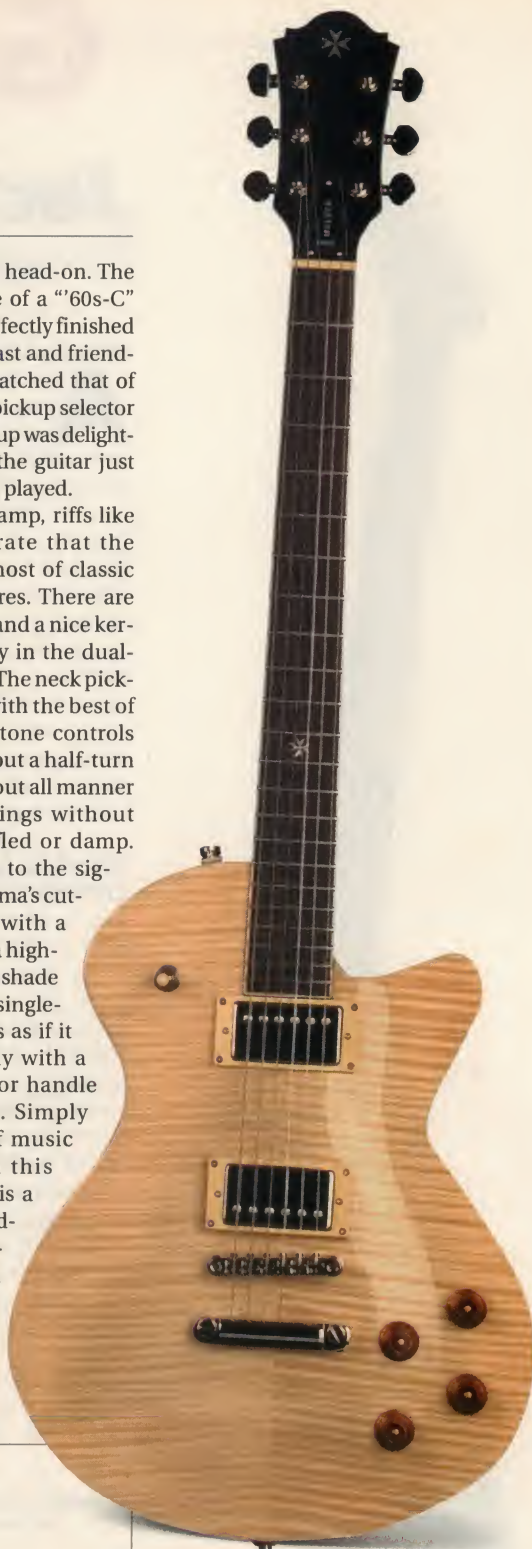 head-on. The
e of a “’60s-C”
rfectly finished
ast and friend-
atched that of
pickup selector
up was delight-
the guitar just
played.
amp, riffs like
rate that the
host of classic
res. There are
and a nice ker-
y in the dual-
The neck pick-
with the best of
tone controls
out a half-turn
out all manner
ings without
fled or damp.
to the sig-
ma’s cut-
with a
high-
shade
single-
s as if it
y with a
or handle
. Simply
f music
this
is a
d-